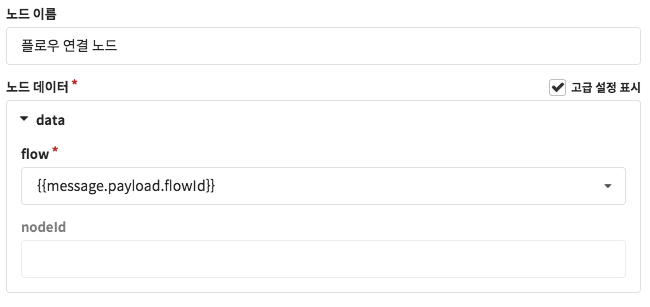 노드 이름
플로우 연결 노드
노드 데이터 *
고급 설정 표시
data
flow *
{{message.payload.flowId}}
nodeId